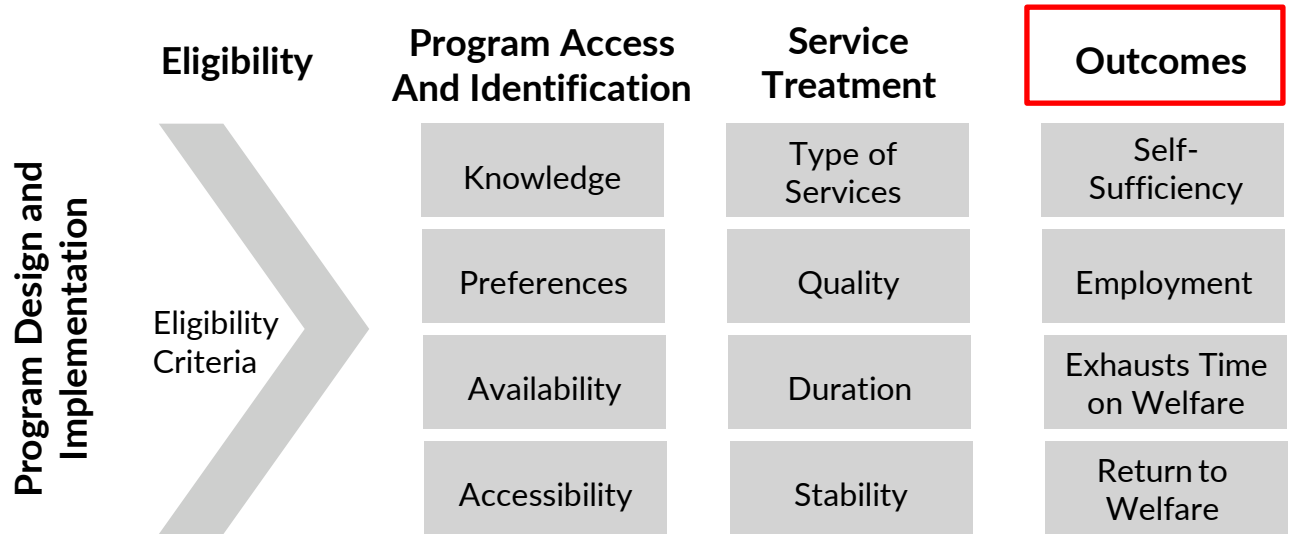 Program Design and
Implementation
Eligibility
Eligibility
Criteria
Program Access
And Identification
Knowledge
Preferences
Availability
Accessibility
Service
Treatment
Type of
Services
Quality
Duration
Stability
Outcomes
Self-
Sufficiency
Employment
Exhausts Time
on Welfare
Return to
Welfare